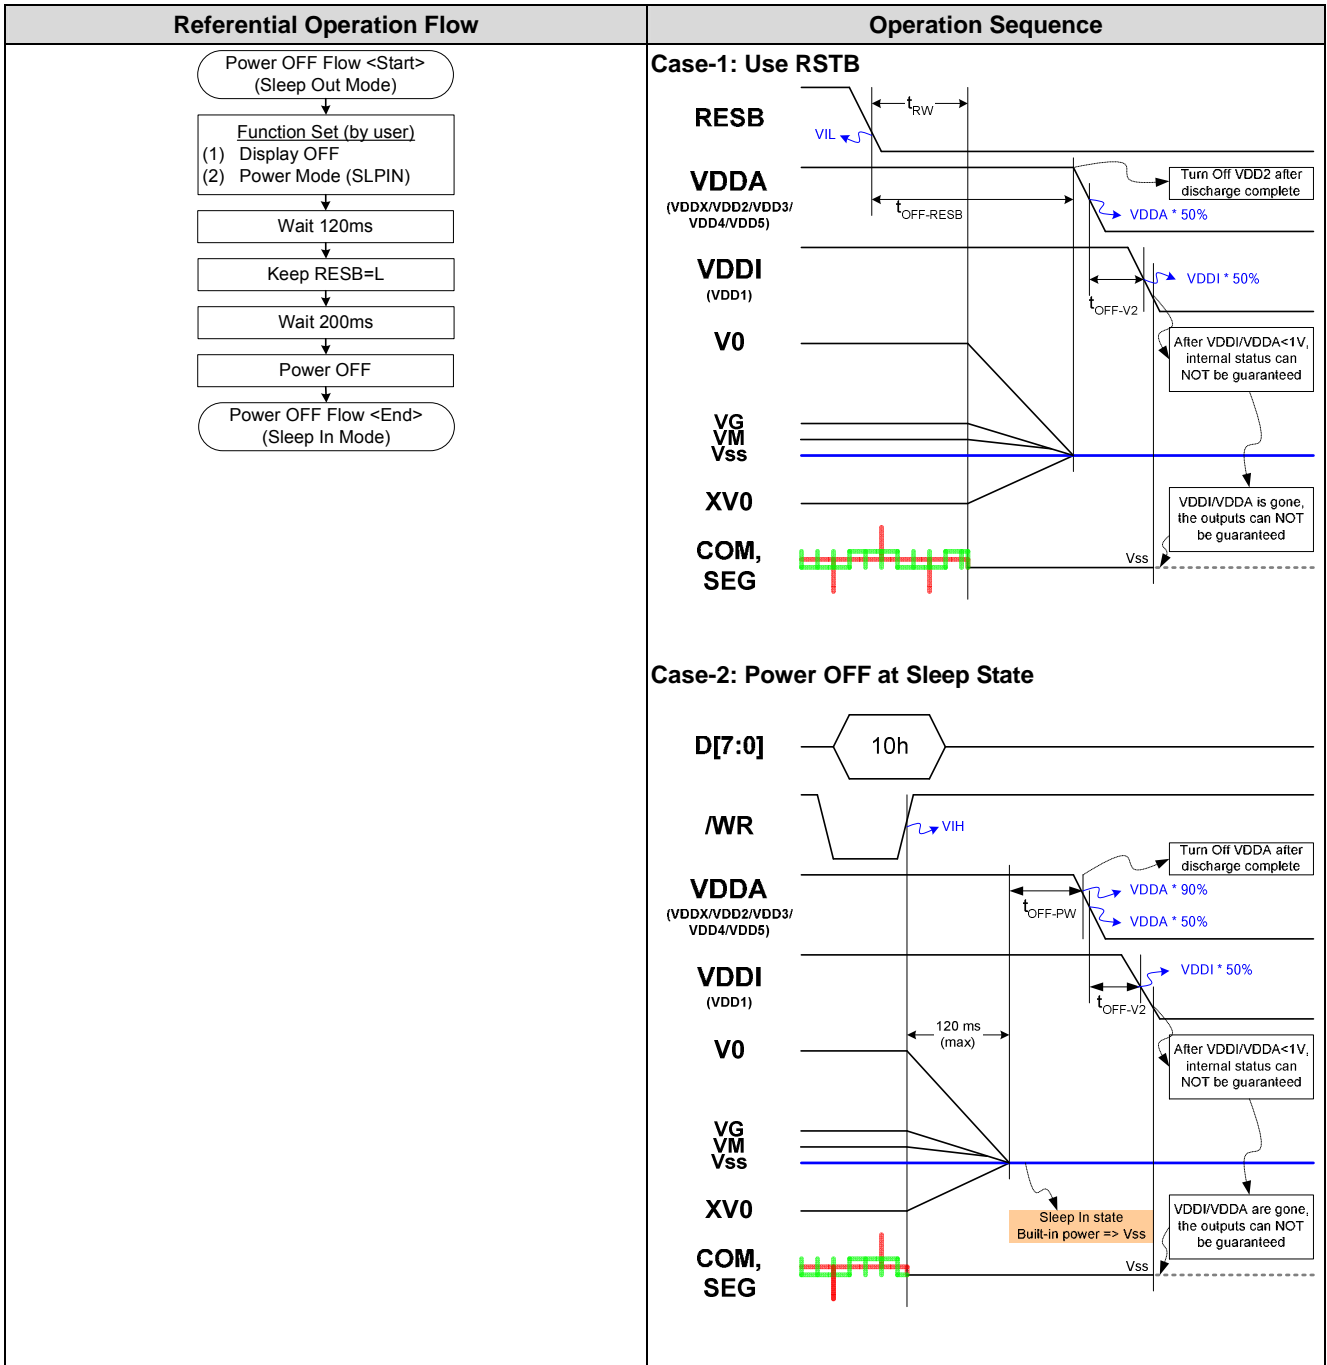 Referential Operation Flow
Operation Sequence
Power OFF Flow <Start>
(Sleep Out Mode)
Function Set (by user)
(1) Display OFF
(2) Power Mode (SLPIN)
Wait 120ms
Keep RESB=L
Wait 200ms
Power OFF
Power OFF Flow <End>
(Sleep In Mode)
Case-1: Use RSTB
RESB
tRW
VIL
VDDA
(VDDX/VDD2/VDD3/
VDD4/VDD5)
tOFF-RESB
Turn Off VDD2 after
discharge complete
VDDA * 50%
VDDI
(VDD1)
VDDI * 50%
tOFF-V2
V0
After VDDI/VDDA<1V,
internal status can
NOT be guaranteed
VG
VM
Vss
XV0
VDDI/VDDA is gone,
the outputs can NOT
be guaranteed
COM,
SEG
Vss
Case-2: Power OFF at Sleep State
D[7:0]
10h
/WR
VIH
Turn Off VDDA after
discharge complete
VDDA
(VDDX/VDD2/VDD3/
VDD4/VDD5)
tOFF-PW
VDDA * 90%
VDDA * 50%
VDDI
(VDD1)
VDDI * 50%
tOFF-V2
120 ms
(max)
V0
After VDDI/VDDA<1V,
internal status can
NOT be guaranteed
VG
VM
Vss
XV0
Sleep In state
Built-in power => Vss
VDDI/VDDA are gone,
the outputs can NOT
be guaranteed
COM,
SEG
Vss